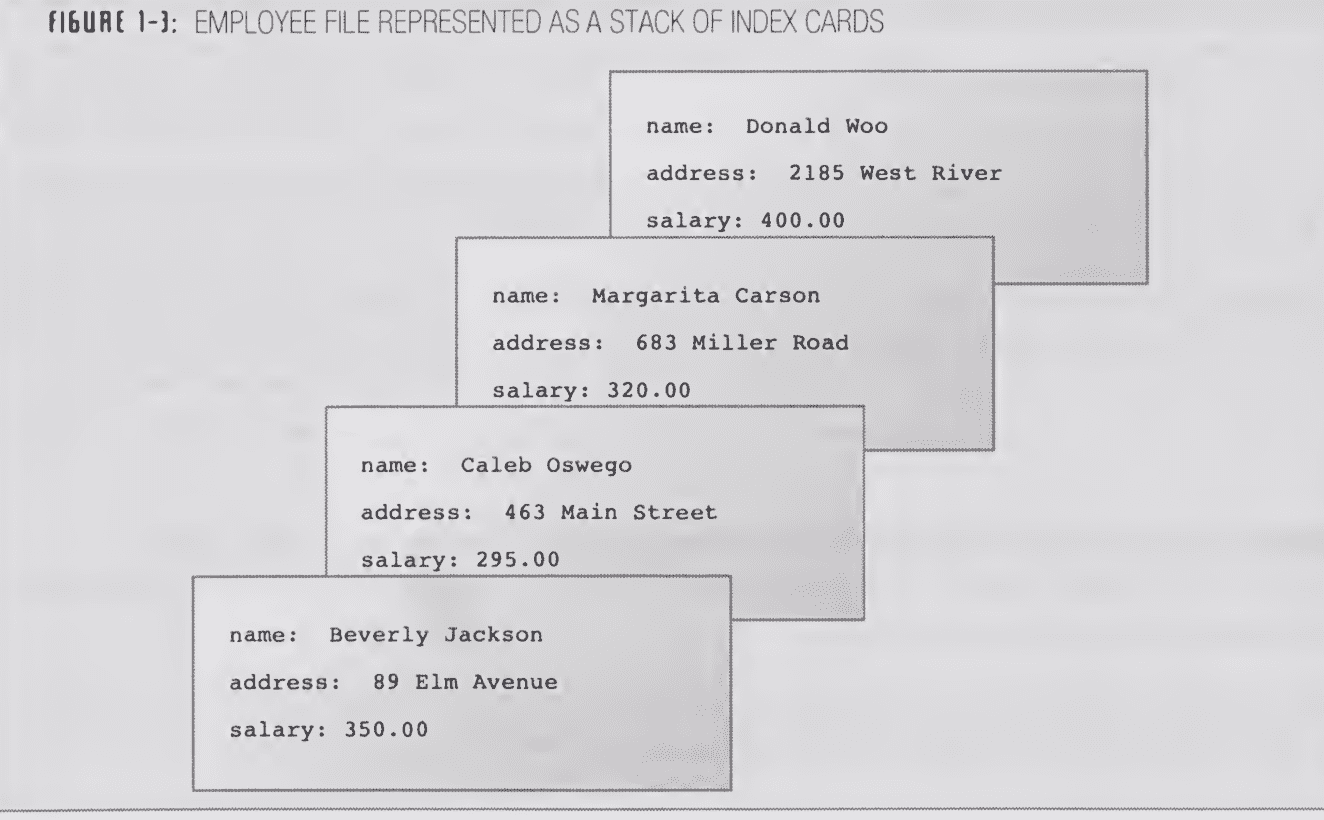 FIGURE 1-3: EMPLOYEE FILE REPRESENTED AS A STACK OF INDEX CARDS
name: Donald Woo
address: 2185 West River
salary: 400.00
name: Margarita Carson
address: 683 Miller Road
salary: 320.00
name: Caleb Oswego
address: 463 Main Street
salary: 295.00
name: Beverly Jackson
address: 89 Elm Avenue
salary: 350.00